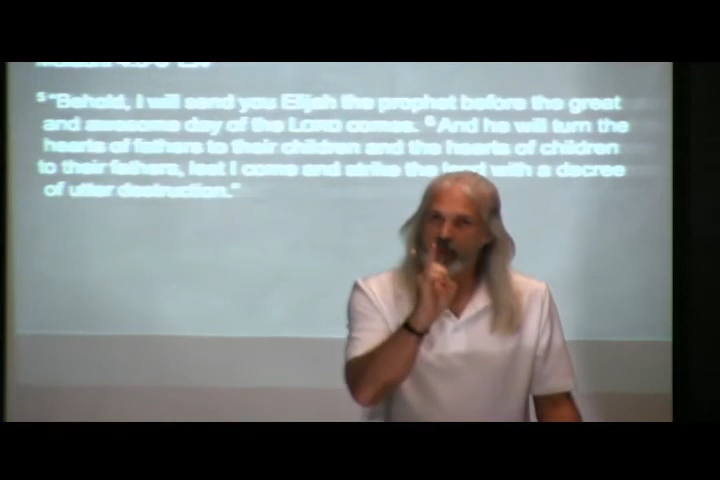 5 "Behold, I will send you Elijah the prophet before the great
and awesome day of the LORD comes. 6 And he will turn the
hearts of fathers to their children and the hearts of children
to their fathers, lest I come and strike the land with a decree
of utter destruction."